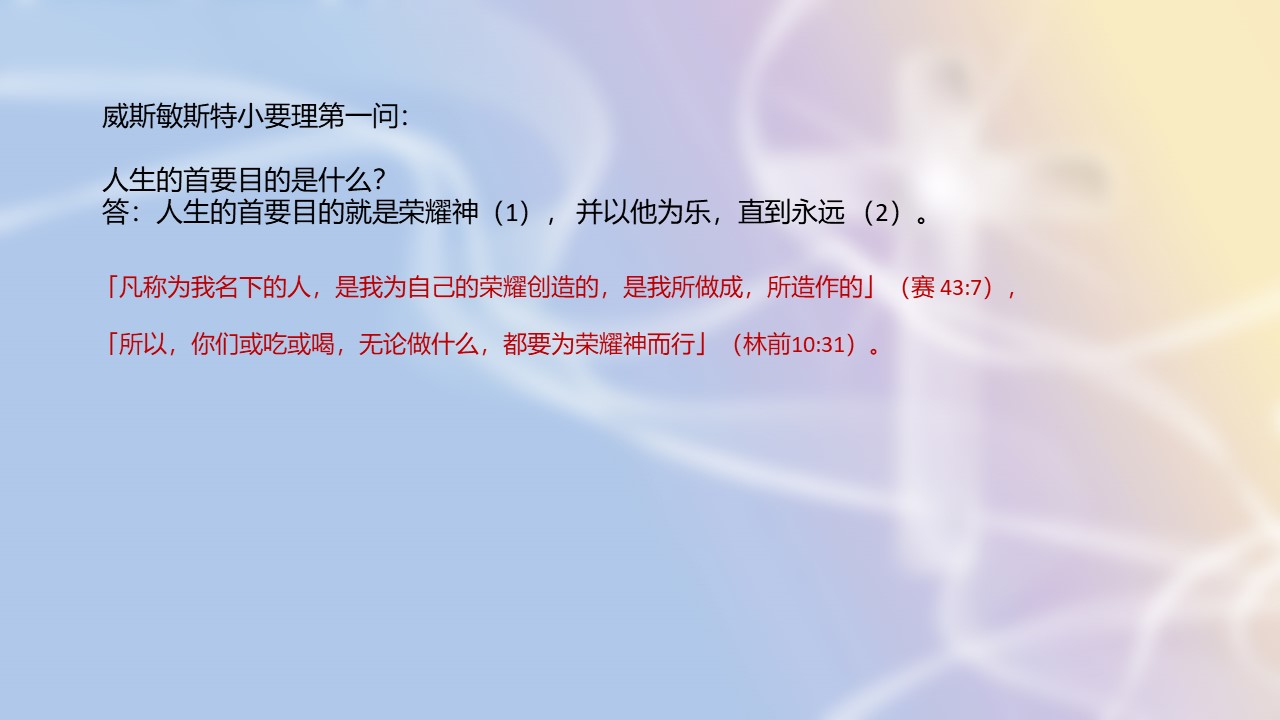 威斯敏斯特小要理第一问：
人生的首要目的是什么？
答：人生的首要目的就是荣耀神（1）， 并以他为乐，直到永远 （2）。
「凡称为我名下的人，是我为自己的荣耀创造的，是我所做成，所造作的」（赛 43:7），
「所以，你们或吃或喝，无论做什么，都要为荣耀神而行」（林前10:31）。